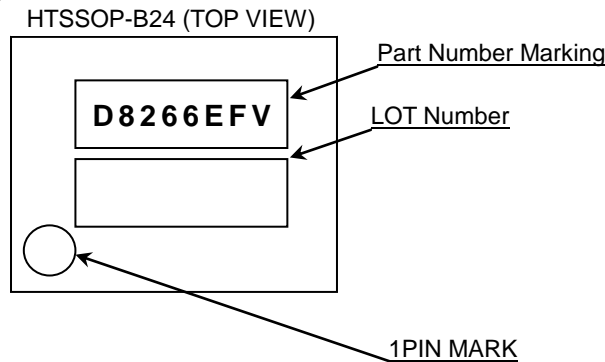 HTSSOP-B24 (TOP VIEW)
Part Number Marking
D8266EFV
LOT Number
1PIN MARK